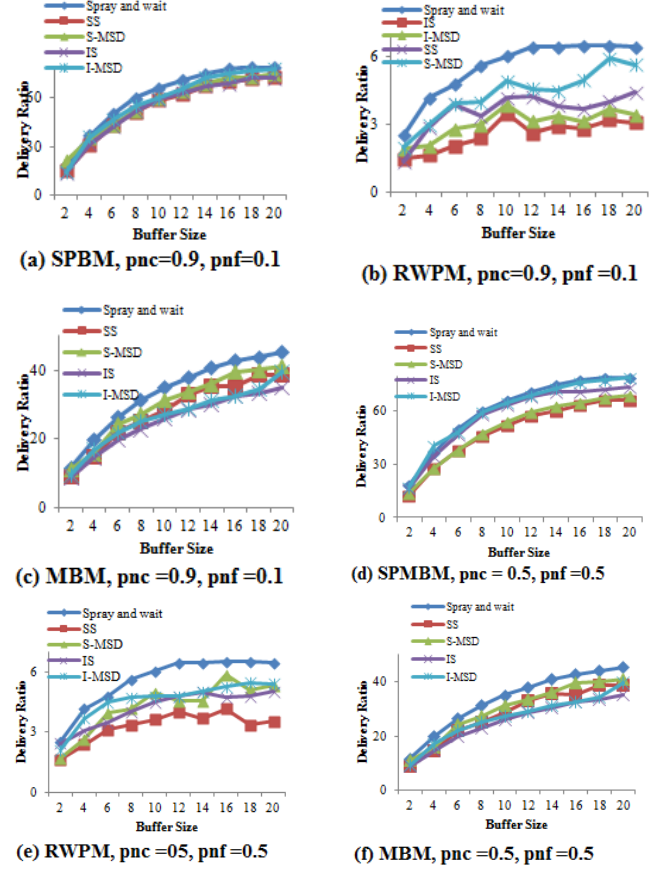 Spray and wait
SS
S-MSD
IS
I-MSD
Delivery Ratio
60
30
0
2 4 6 8 10 12 14 16 18 20
Buffer Size
(a) SPBM, pnc=0.9, pnf=0.1
Spray and wait
IS
I-MSD
SS
S-MSD
Delivery Ratio
6
3
0
2 4 6 8 10 12 14 16 18 20
Buffer Size
(b) RWPM, pnc=0.9, pnf =0.1
Spray and wait
SS
S-MSD
IS
I-MSD
Delivery Ratio
40
20
0
2 4 6 8 10 12 14 16 18 20
Buffer Size
(c) MBM, pnc =0.9, pnf =0.1
Spray and wait
SS
S-MSD
IS
I-MSD
Delivery Ratio
60
30
0
2 4 6 8 10 12 14 16 18 20
Buffer Size
(d) SPMBM, pnc = 0.5, pnf =0.5
Spray and wait
SS
S-MSD
IS
I-MSD
Delivery Ratio
6
3
0
2 4 6 8 10 12 14 16 18 20
Buffer Size
(e) RWPM, pnc =05, pnf =0.5
Spray and wait
SS
S-MSD
IS
I-MSD
Delivery Ratio
40
20
0
2 4 6 8 10 12 14 16 18 20
Buffer Size
(f) MBM, pnc =0.5, pnf =0.5